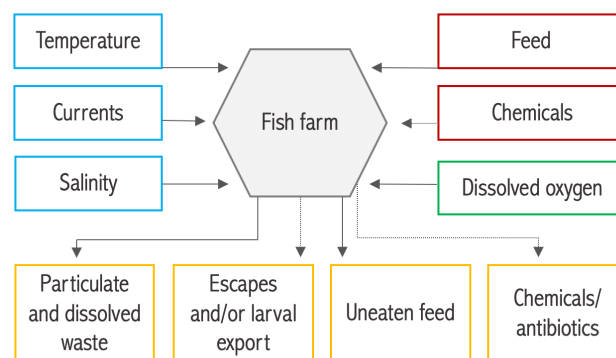 Temperature
Feed
Currents
Fish farm
Chemicals
Salinity
Dissolved oxygen
Particulate
and dissolved
waste
Escapes
and/or larval
export
Uneaten feed
Chemicals/
antibiotics